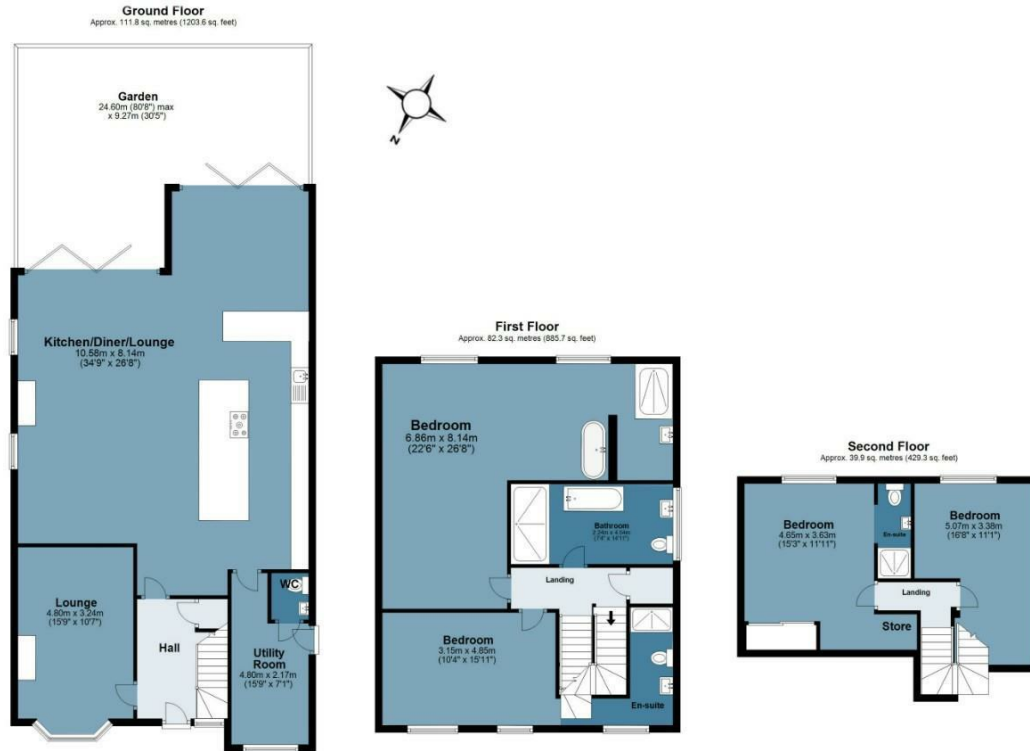 Ground Floor
Approx. 111.8 sq. metres (1203.6 sq. feet)
Garden
24.60m (80'8") max
x 9.27m (30'5")
N
Kitchen/Diner/Lounge
10.58m x 8.14m
(34'9" x 26'8")
Lounge
4.80m x 3.24m
(15'9" x 10'7")
Hall
WC
Utility
Room
4.80m x 2.17m
(15'9" x 7'1")
First Floor
Approx. 82.3 sq. metres (885.7 sq. feet)
Bedroom
6.86m x 8.14m
(22'6" x 26'8")
Bathroom
Landing
Bedroom
3.15m x 4.85m
(10'4" x 15'11")
En-suite
Second Floor
Approx. 39.9 sq. metres (429.3 sq. feet)
Bedroom
4.65m x 3.63m
(15'3" x 11'11")
En-suite
Bedroom
5.07m x 3.38m
(16'8" x 11'1")
Landing
Store